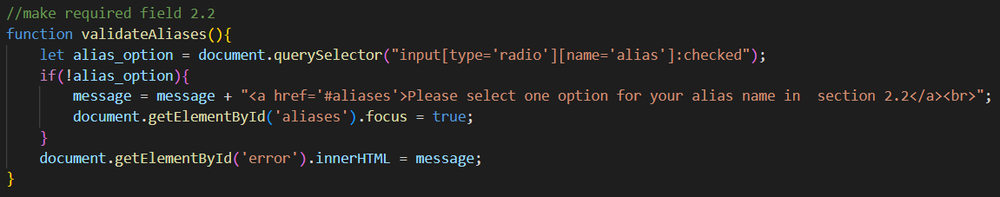 //make required field 2.2
function validateAliases(){
    let alias_option = document.querySelector("input[type='radio'][name='alias']:checked");
    if(!alias_option){
        message = message + "<a href='#aliases'>Please select one option for your alias name in  section 2.2</a><br>";
        document.getElementById('aliases').focus = true;
    }
    document.getElementById('error').innerHTML = message;
}